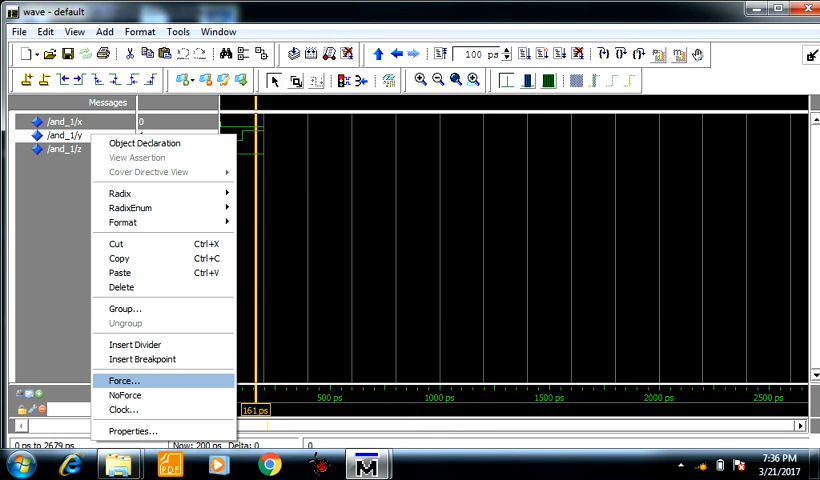 wave - default
File Edit View Add Format Tools Window
100 ps
Messages
/and_1/x 0
/and_1/y
/and_1/z
Object Declaration
View Assertion
Cover Directive View
Radix
RadixEnum
Format
Cut Ctrl+X
Copy Ctrl+C
Paste Ctrl+V
Delete
Group...
Ungroup
Insert Divider
Insert Breakpoint
Force...
NoForce
Clock...
Properties...
500 ps 1000 ps 1500 ps 2000 ps 2500 ps
161 ps
0 ps to 2679 ps Now: 200 ps Delta: 0 0
PDF
M
7:36 PM
3/21/2017